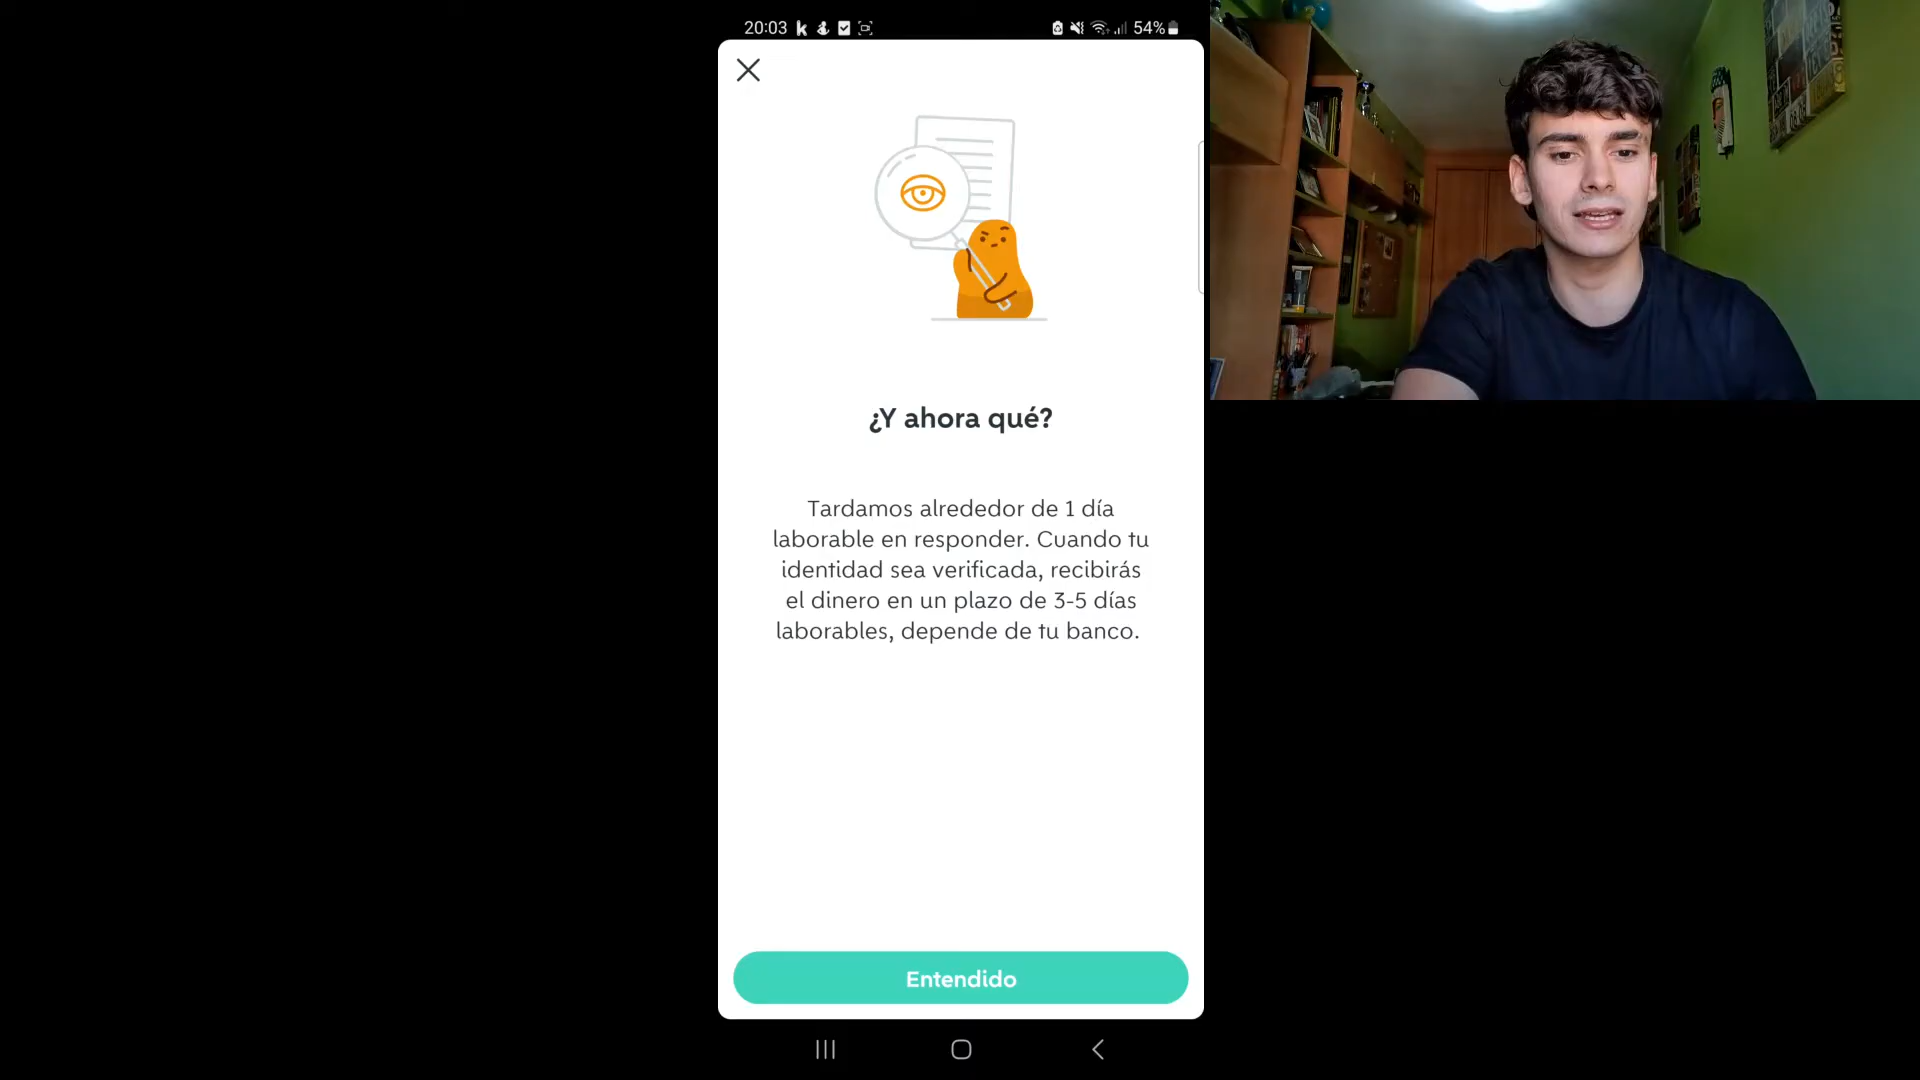 20:03
54%
¿Y ahora qué?
Tardamos alrededor de 1 día
laborable en responder. Cuando tu
identidad sea verificada, recibirás
el dinero en un plazo de 3-5 días
laborables, depende de tu banco.
Entendido